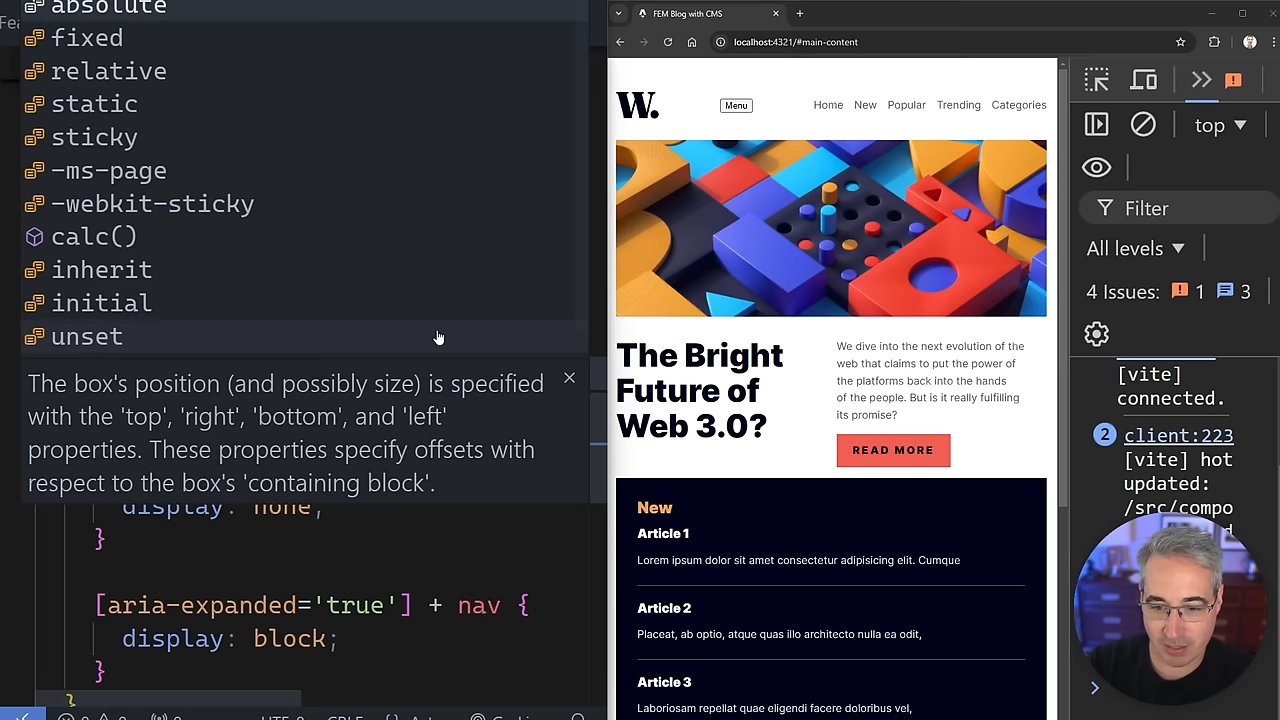 absolute
Fea
fixed
relative
static
sticky
-ms-page
-webkit-sticky
calc()
inherit
initial
unset
The box's position (and possibly size) is specified
with the 'top', 'right', 'bottom', and 'left'
properties. These properties specify offsets with
respect to the box's 'containing block'.
display: none;
}
[aria-expanded='true'] + nav {
display: block;
}
}
FEM Blog with CMS
localhost:4321/#main-content
W.
Menu
Home New Popular Trending Categories
The Bright
Future of
Web 3.0?
We dive into the next evolution of the
web that claims to put the power of
the platforms back into the hands
of the people. But is it really fulfilling
its promise?
READ MORE
New
Article 1
Lorem ipsum dolor sit amet consectetur adipisicing elit. Cumque
Article 2
Placeat, ab optio, atque quas illo architecto nulla ea odit,
Article 3
Laboriosam repellat quae eligendi facere doloribus vel,
top
Filter
All levels
4 Issues: 1 3
[vite]
connected.
2 client:223
[vite] hot
updated:
/src/compo